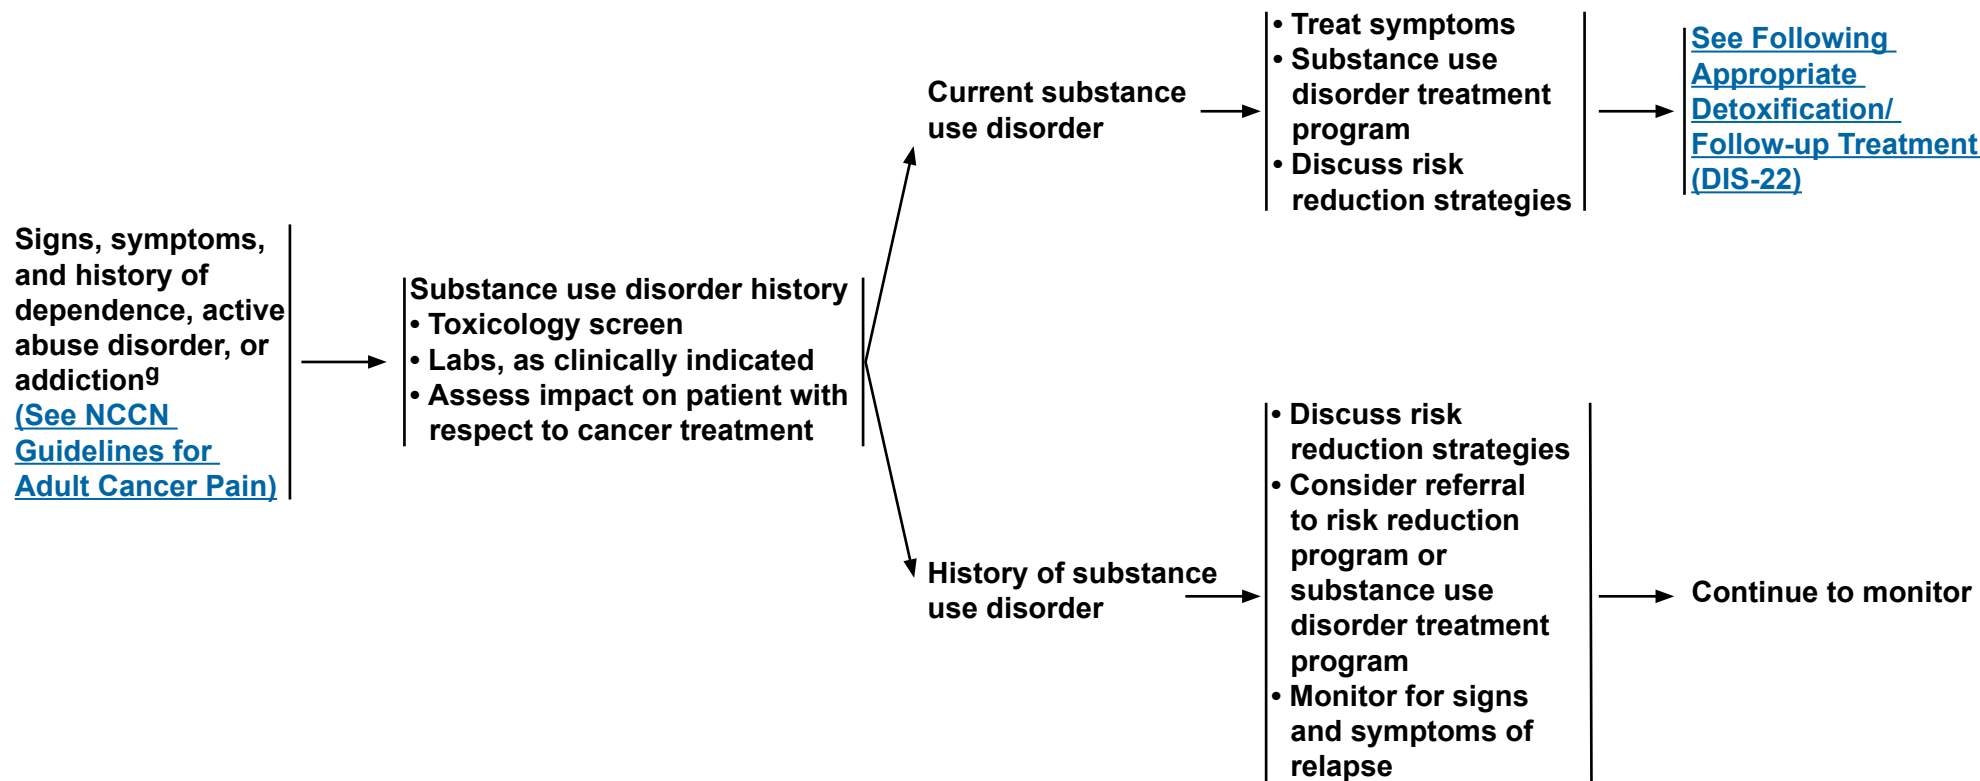 Signs, symptoms,
and history of
dependence, active
abuse disorder, or
addictiong
(See NCCN
Guidelines for
Adult Cancer Pain)
Substance use disorder history
• Toxicology screen
• Labs, as clinically indicated
• Assess impact on patient with
respect to cancer treatment
Current substance
use disorder
• Treat symptoms
• Substance use
disorder treatment
program
• Discuss risk
reduction strategies
See Following
Appropriate
Detoxification/
Follow-up Treatment
(DIS-22)
History of substance
use disorder
• Discuss risk
reduction strategies
• Consider referral
to risk reduction
program or
substance use
disorder treatment
program
• Monitor for signs
and symptoms of
relapse
Continue to monitor